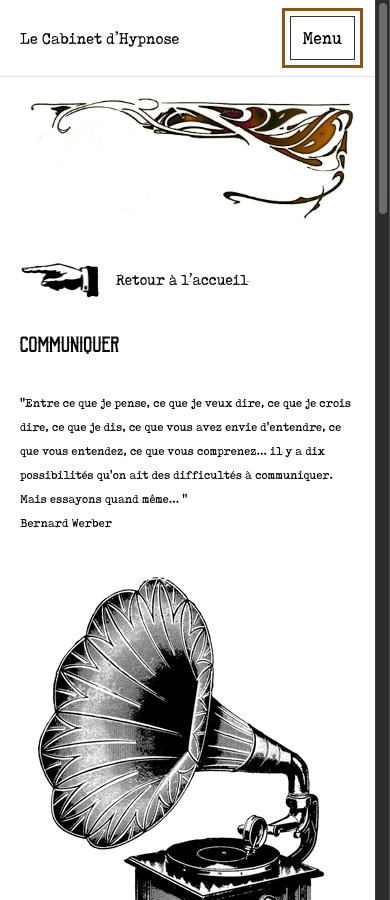 Le Cabinet d’Hypnose
Menu
Retour à l’accueil
COMMUNIQUER
"Entre ce que je pense, ce que je veux dire, ce que je crois
dire, ce que je dis, ce que vous avez envie d'entendre, ce
que vous entendez, ce que vous comprenez... il y a dix
possibilités qu'on ait des difficultés à communiquer.
Mais essayons quand même... "
Bernard Werber